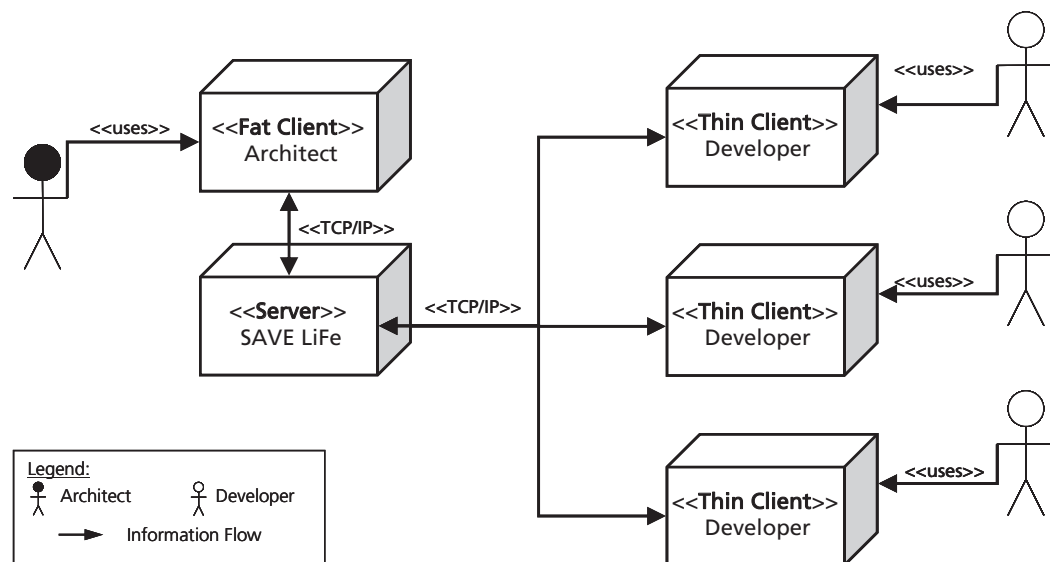 <<uses>>
<<Fat Client>>
Architect
<<TCP/IP>>
<<Server>>
SAVE LiFe
<<TCP/IP>>
<<Thin Client>>
Developer
<<uses>>
<<Thin Client>>
Developer
<<uses>>
<<Thin Client>>
Developer
<<uses>>
Legend:
Architect
Developer
Information Flow